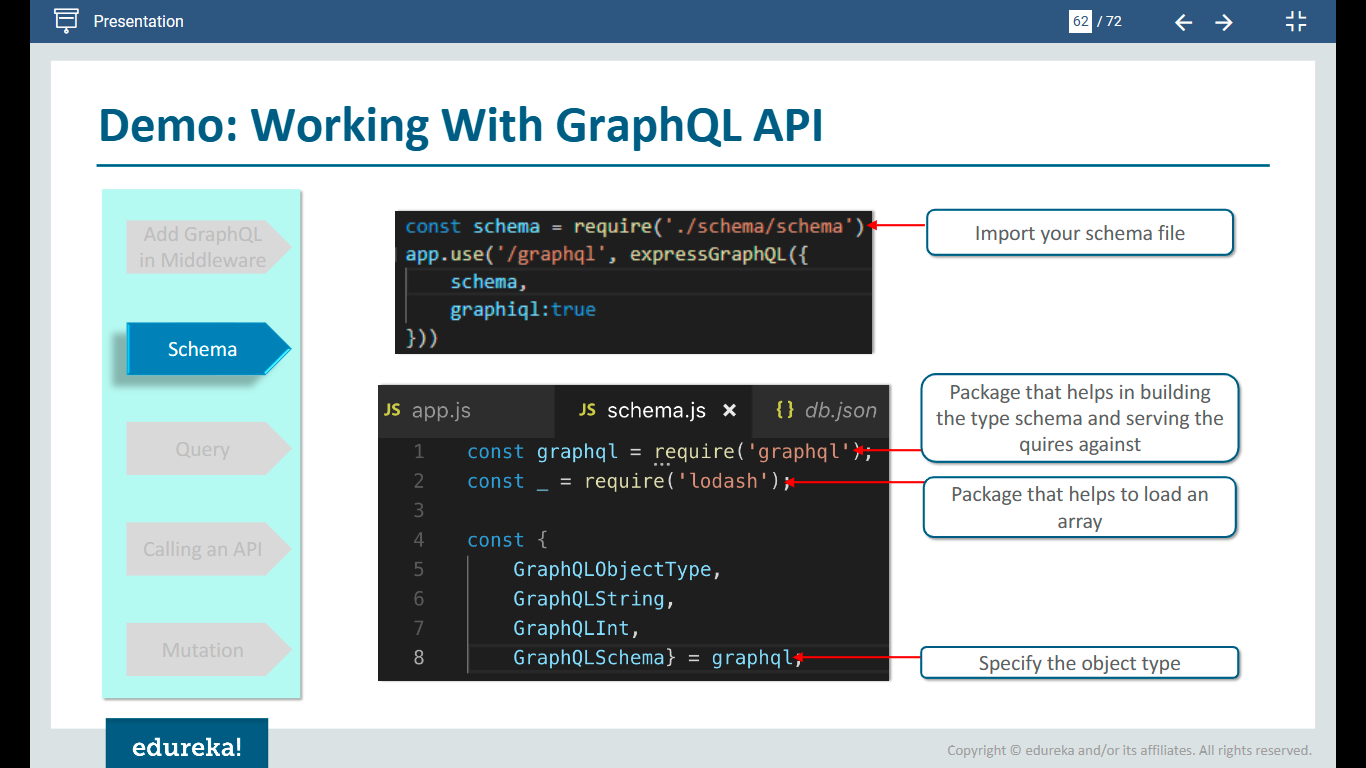 Presentation
62 / 72
Demo: Working With GraphQL API
Add GraphQL
in Middleware
Schema
Query
Calling an API
Mutation
const schema = require('./schema/schema')
app.use('/graphql', expressGraphQL({
schema,
graphiql:true
}))
Import your schema file
JS app.js
JS schema.js ×
{ } db.json
1 const graphql = require('graphql');
2 const _ = require('lodash');
3
4 const {
5 GraphQLObjectType,
6 GraphQLString,
7 GraphQLInt,
8 GraphQLSchema} = graphql;
Package that helps in building
the type schema and serving the
quires against
Package that helps to load an
array
Specify the object type
edureka!
Copyright © edureka and/or its affiliates. All rights reserved.